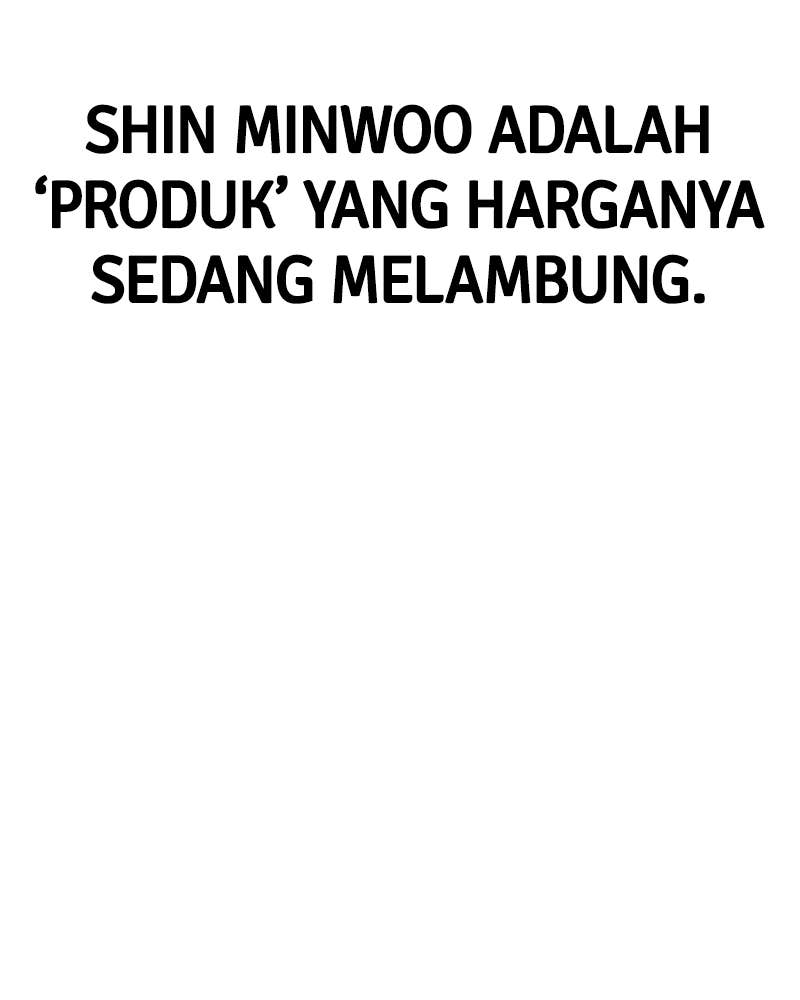 SHIN MINWOO ADALAH
‘PRODUK’ YANG HARGANYA
SEDANG MELAMBUNG.